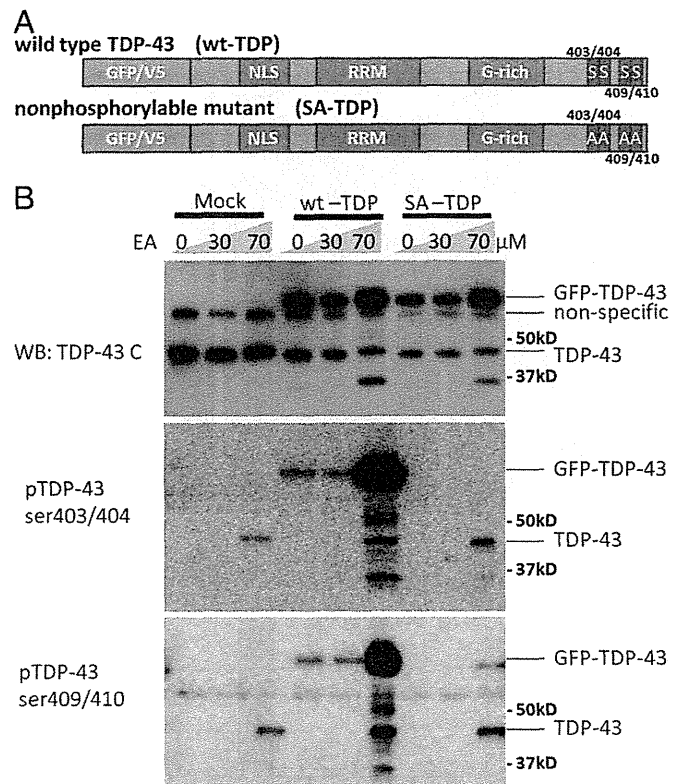 A
wild type TDP-43 (wt-TDP)
403/404
GFP/V5 NLS RRM G-rich SS SS
409/410
nonphosphorylable mutant (SA-TDP)
403/404
GFP/V5 NLS RRM G-rich AA AA
409/410
B
Mock wt -TDP SA -TDP
EA 0 30 70 0 30 70 0 30 70 μM
GFP-TDP-43
non-specific
- 50kD
WB: TDP-43 C TDP-43
- 37kD
GFP-TDP-43
pTDP-43
ser403/404
- 50kD
TDP-43
- 37kD
GFP-TDP-43
pTDP-43
ser409/410
- 50kD
TDP-43
- 37kD